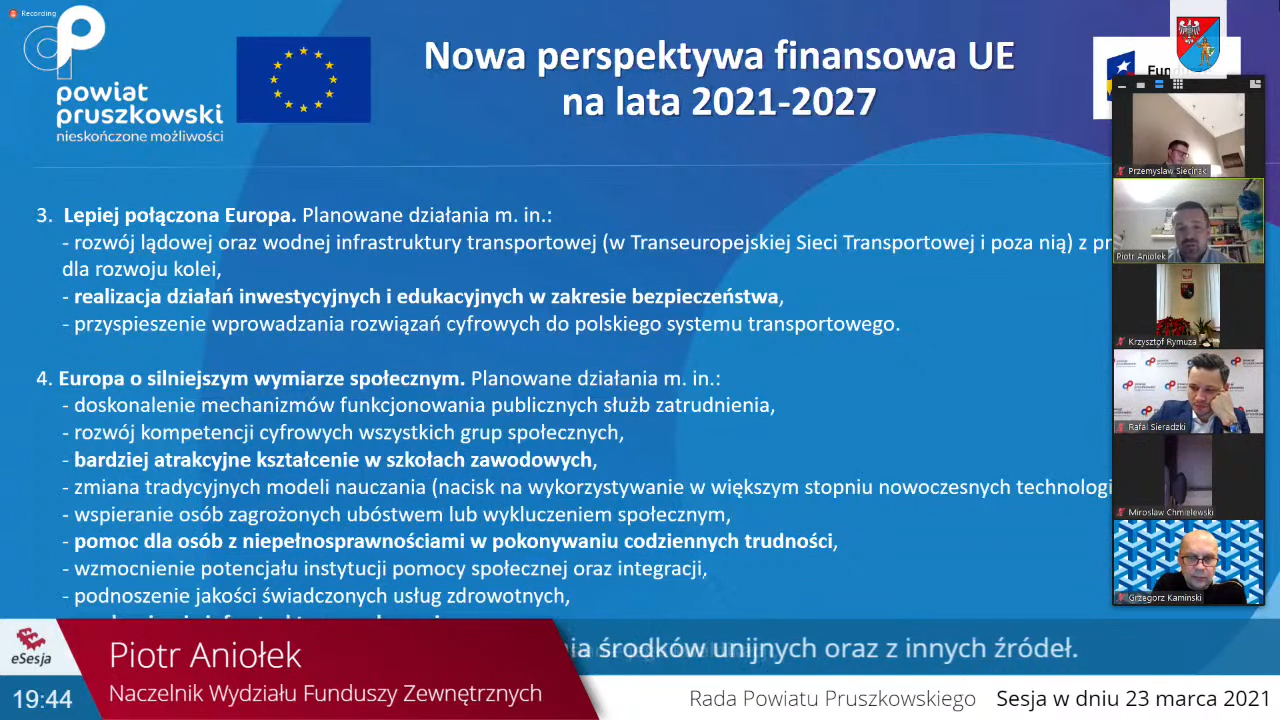 Recording
powiat
pruszkowski
nieskończone możliwości
Nowa perspektywa finansowa UE
na lata 2021-2027
3. Lepiej połączona Europa. Planowane działania m. in.:
- rozwój lądowej oraz wodnej infrastruktury transportowej (w Transeuropejskiej Sieci Transportowej i poza nią) z pr
dla rozwoju kolei,
- realizacja działań inwestycyjnych i edukacyjnych w zakresie bezpieczeństwa,
- przyspieszenie wprowadzania rozwiązań cyfrowych do polskiego systemu transportowego.
4. Europa o silniejszym wymiarze społecznym. Planowane działania m. in.:
- doskonalenie mechanizmów funkcjonowania publicznych służb zatrudnienia,
- rozwój kompetencji cyfrowych wszystkich grup społecznych,
- bardziej atrakcyjne kształcenie w szkołach zawodowych,
- zmiana tradycyjnych modeli nauczania (nacisk na wykorzystywanie w większym stopniu nowoczesnych technologi
- wspieranie osób zagrożonych ubóstwem lub wykluczeniem społecznym,
- pomoc dla osób z niepełnosprawnościami w pokonywaniu codziennych trudności,
- wzmocnienie potencjału instytucji pomocy społecznej oraz integracji,
- podnoszenie jakości świadczonych usług zdrowotnych,
Przemysław Siecinski
Piotr Aniołek
Krzysztof Rymuza
Rafał Sieradzki
Mirosław Chmielewski
Grzegorz Kamiński
eSesja
19:44
Piotr Aniołek
Naczelnik Wydziału Funduszy Zewnętrznych
nia środków unijnych oraz z innych źródeł.
Rada Powiatu Pruszkowskiego Sesja w dniu 23 marca 2021